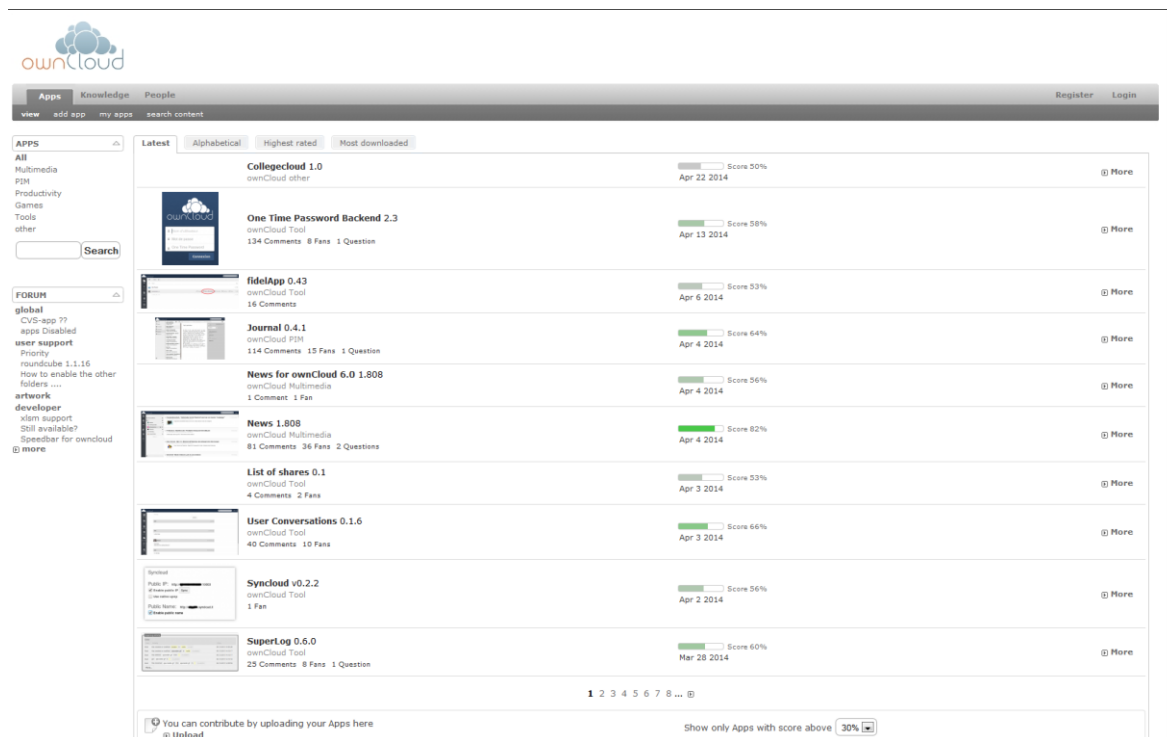 ownCloud
Apps Knowledge People Register Login
view add app my apps search content
APPS
All
Multimedia
PIM
Productivity
Games
Tools
other
Search
FORUM
global
CVS-app ??
apps Disabled
user support
Priority
roundcube 1.1.16
How to enable the other
folders ....
artwork
developer
xlsm support
Still available?
Speedbar for owncloud
more
Latest Alphabetical Highest rated Most downloaded
Collegecloud 1.0
ownCloud other
Score 50%
Apr 22 2014
More
ownCloud
One Time Password Backend 2.3
ownCloud Tool
134 Comments 8 Fans 1 Question
Score 58%
Apr 13 2014
More
fidelApp 0.43
ownCloud Tool
16 Comments
Score 53%
Apr 6 2014
More
Journal 0.4.1
ownCloud PIM
114 Comments 15 Fans 1 Question
Score 64%
Apr 4 2014
More
News for ownCloud 6.0 1.808
ownCloud Multimedia
1 Comment 1 Fan
Score 56%
Apr 4 2014
More
News 1.808
ownCloud Multimedia
81 Comments 36 Fans 2 Questions
Score 82%
Apr 4 2014
More
List of shares 0.1
ownCloud Tool
4 Comments 2 Fans
Score 53%
Apr 3 2014
More
User Conversations 0.1.6
ownCloud Tool
40 Comments 10 Fans
Score 66%
Apr 3 2014
More
Syncloud
Public IP:
Enable public IP
Public Name:
Enable public name
Syncloud v0.2.2
ownCloud Tool
1 Fan
Score 56%
Apr 2 2014
More
SuperLog 0.6.0
ownCloud Tool
25 Comments 8 Fans 1 Question
Score 60%
Mar 28 2014
More
1 2 3 4 5 6 7 8 ...
You can contribute by uploading your Apps here
Upload
Show only Apps with score above 30%